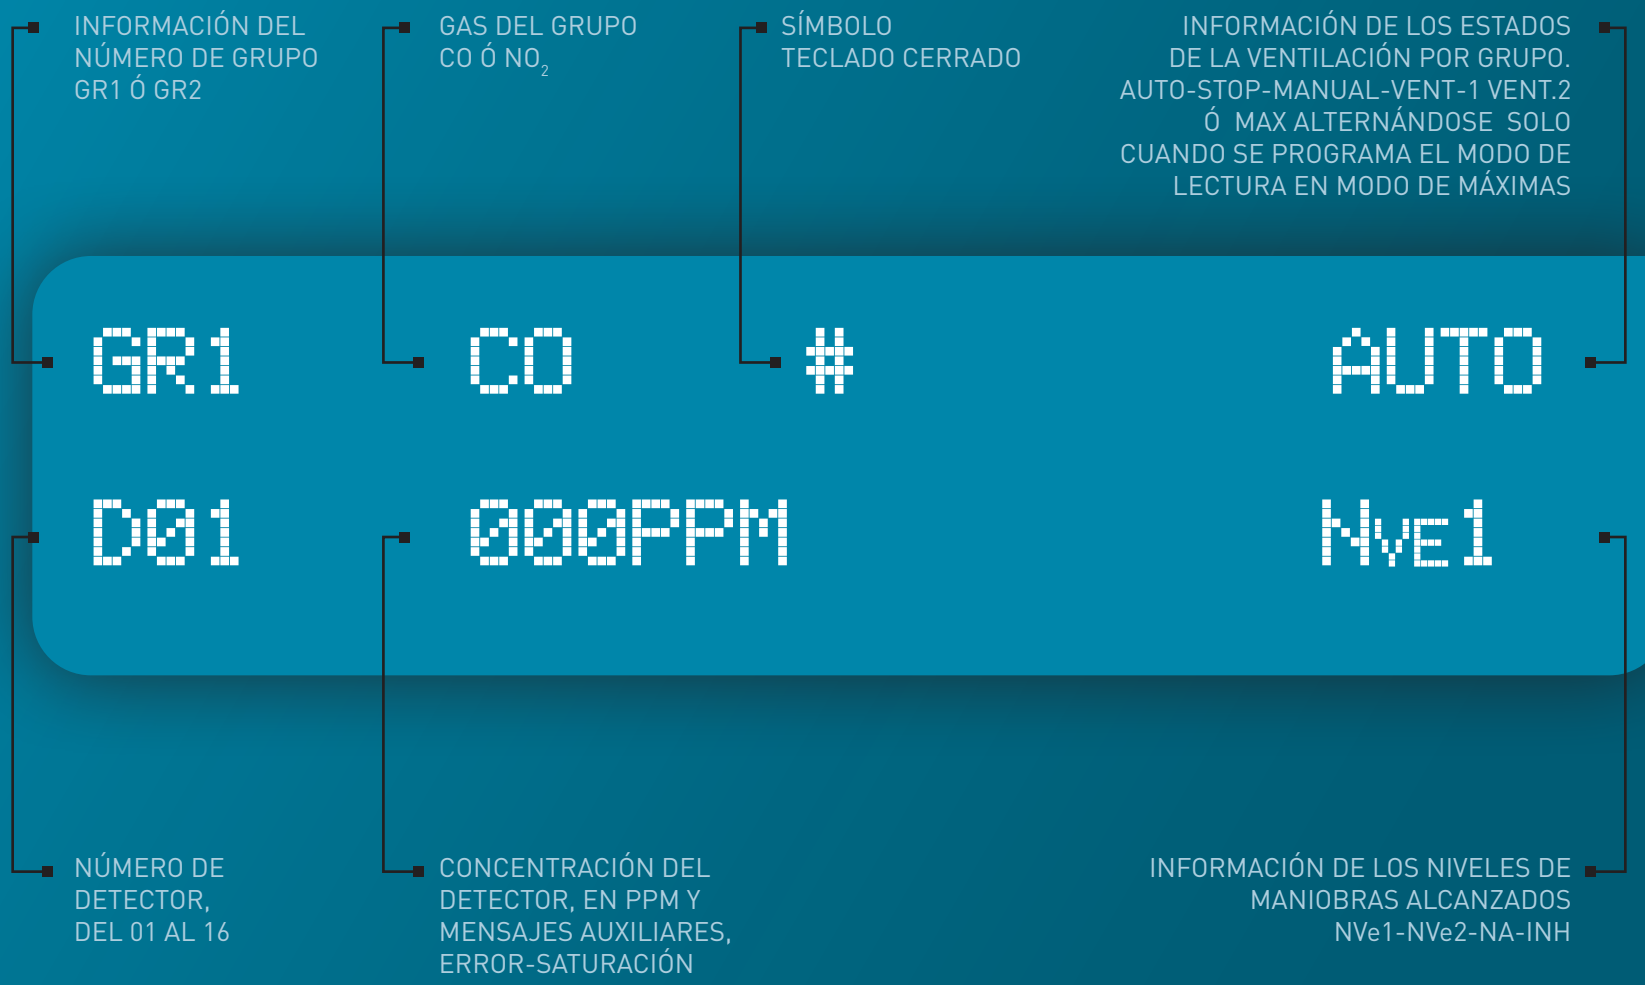 INFORMACIÓN DEL
NÚMERO DE GRUPO
GR1 Ó GR2
GAS DEL GRUPO
CO Ó NO₂
SÍMBOLO
TECLADO CERRADO
INFORMACIÓN DE LOS ESTADOS
DE LA VENTILACIÓN POR GRUPO.
AUTO-STOP-MANUAL-VENT-1 VENT.2
Ó MAX ALTERNÁNDOSE SOLO
CUANDO SE PROGRAMA EL MODO DE
LECTURA EN MODO DE MÁXIMAS
GR1 CO # AUTO
D01 000PPM NVE1
NÚMERO DE
DETECTOR,
DEL 01 AL 16
CONCENTRACIÓN DEL
DETECTOR, EN PPM Y
MENSAJES AUXILIARES,
ERROR-SATURACIÓN
INFORMACIÓN DE LOS NIVELES DE
MANIOBRAS ALCANZADOS
NVe1-NVe2-NA-INH